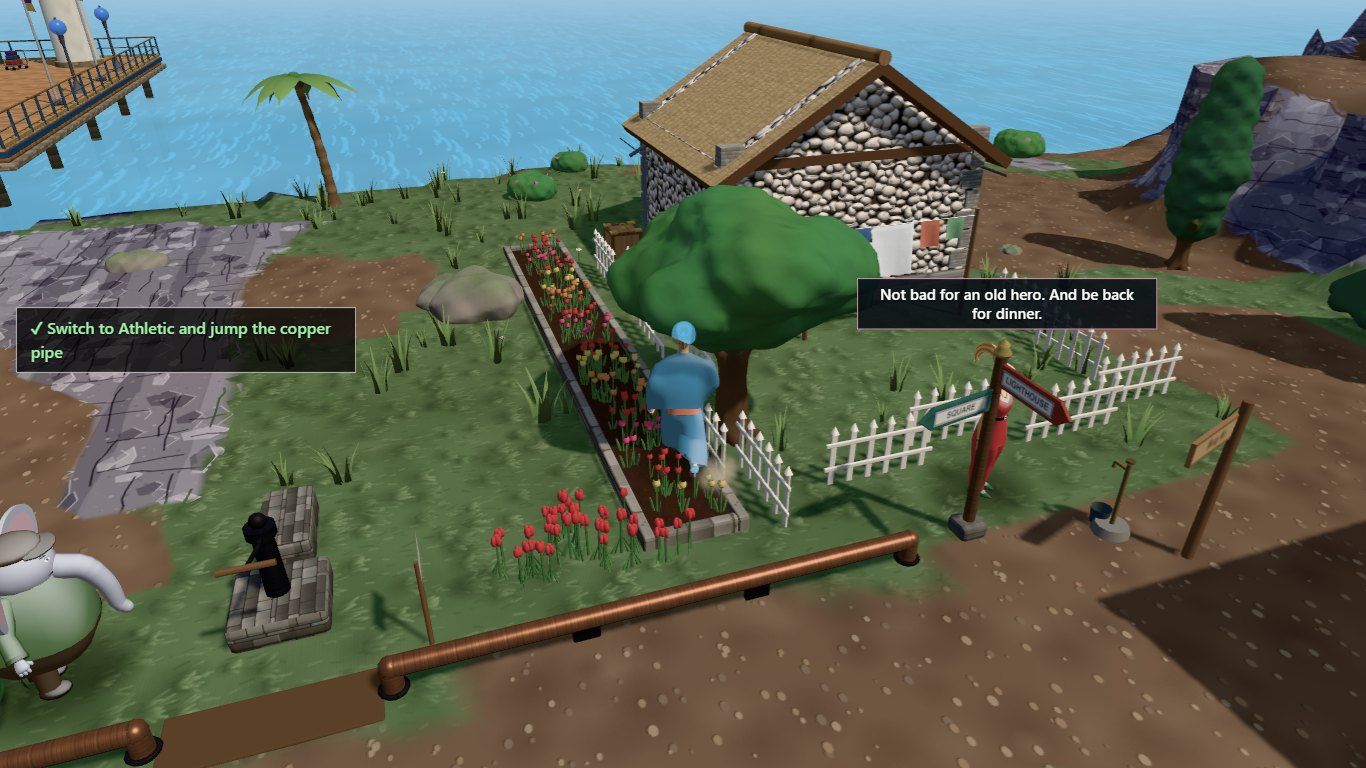 ✓ Switch to Athletic and jump the copper
pipe
Not bad for an old hero. And be back
for dinner.
LIGHTHOUSE
SQUARE